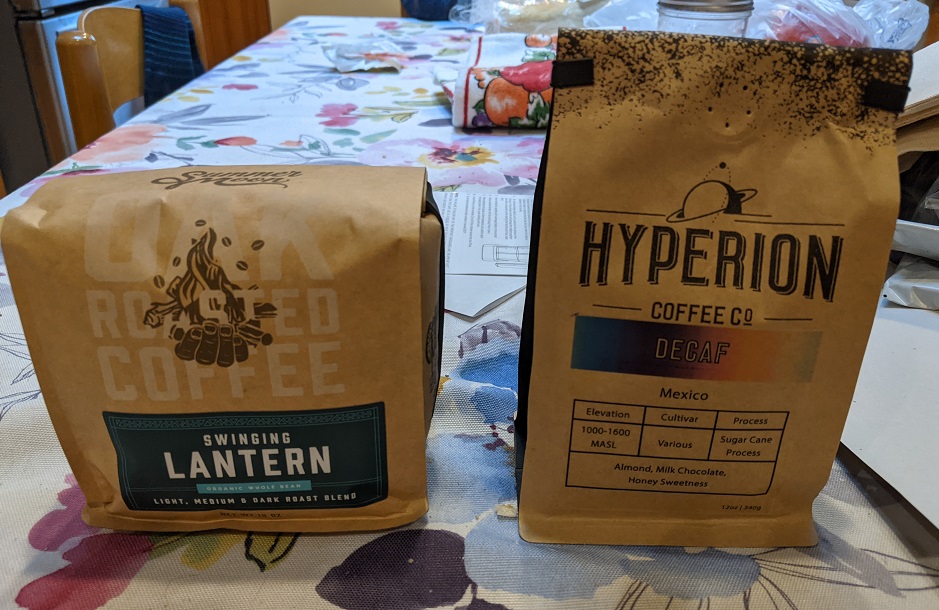 Summer
Moon
OAK
ROASTED
COFFEE
SWINGING
LANTERN
ORGANIC WHOLE BEAN
LIGHT, MEDIUM & DARK ROAST BLEND
HYPERION
COFFEE CO
DECAF
Mexico
Elevation Cultivar Process
1000-1600 MASL Various Sugar Cane Process
Almond, Milk Chocolate,
Honey Sweetness
12oz | 340g